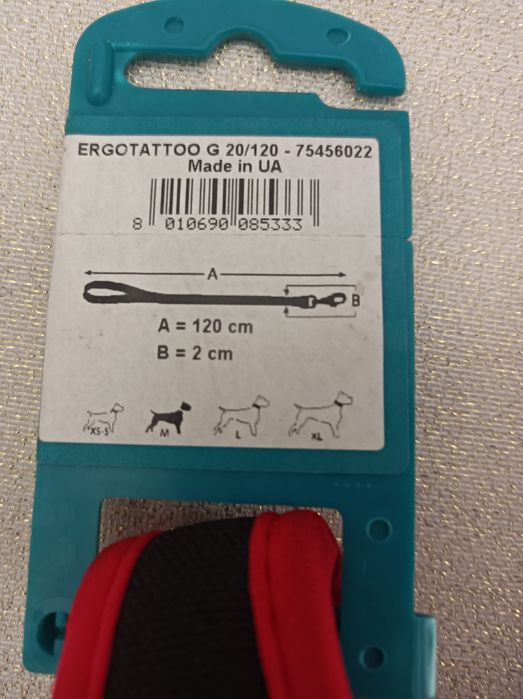 ERGOTATTOO G 20/120 - 75456022
Made in UA
8 010690 085333
A
B
A = 120 cm
B = 2 cm
XS-S M L XL